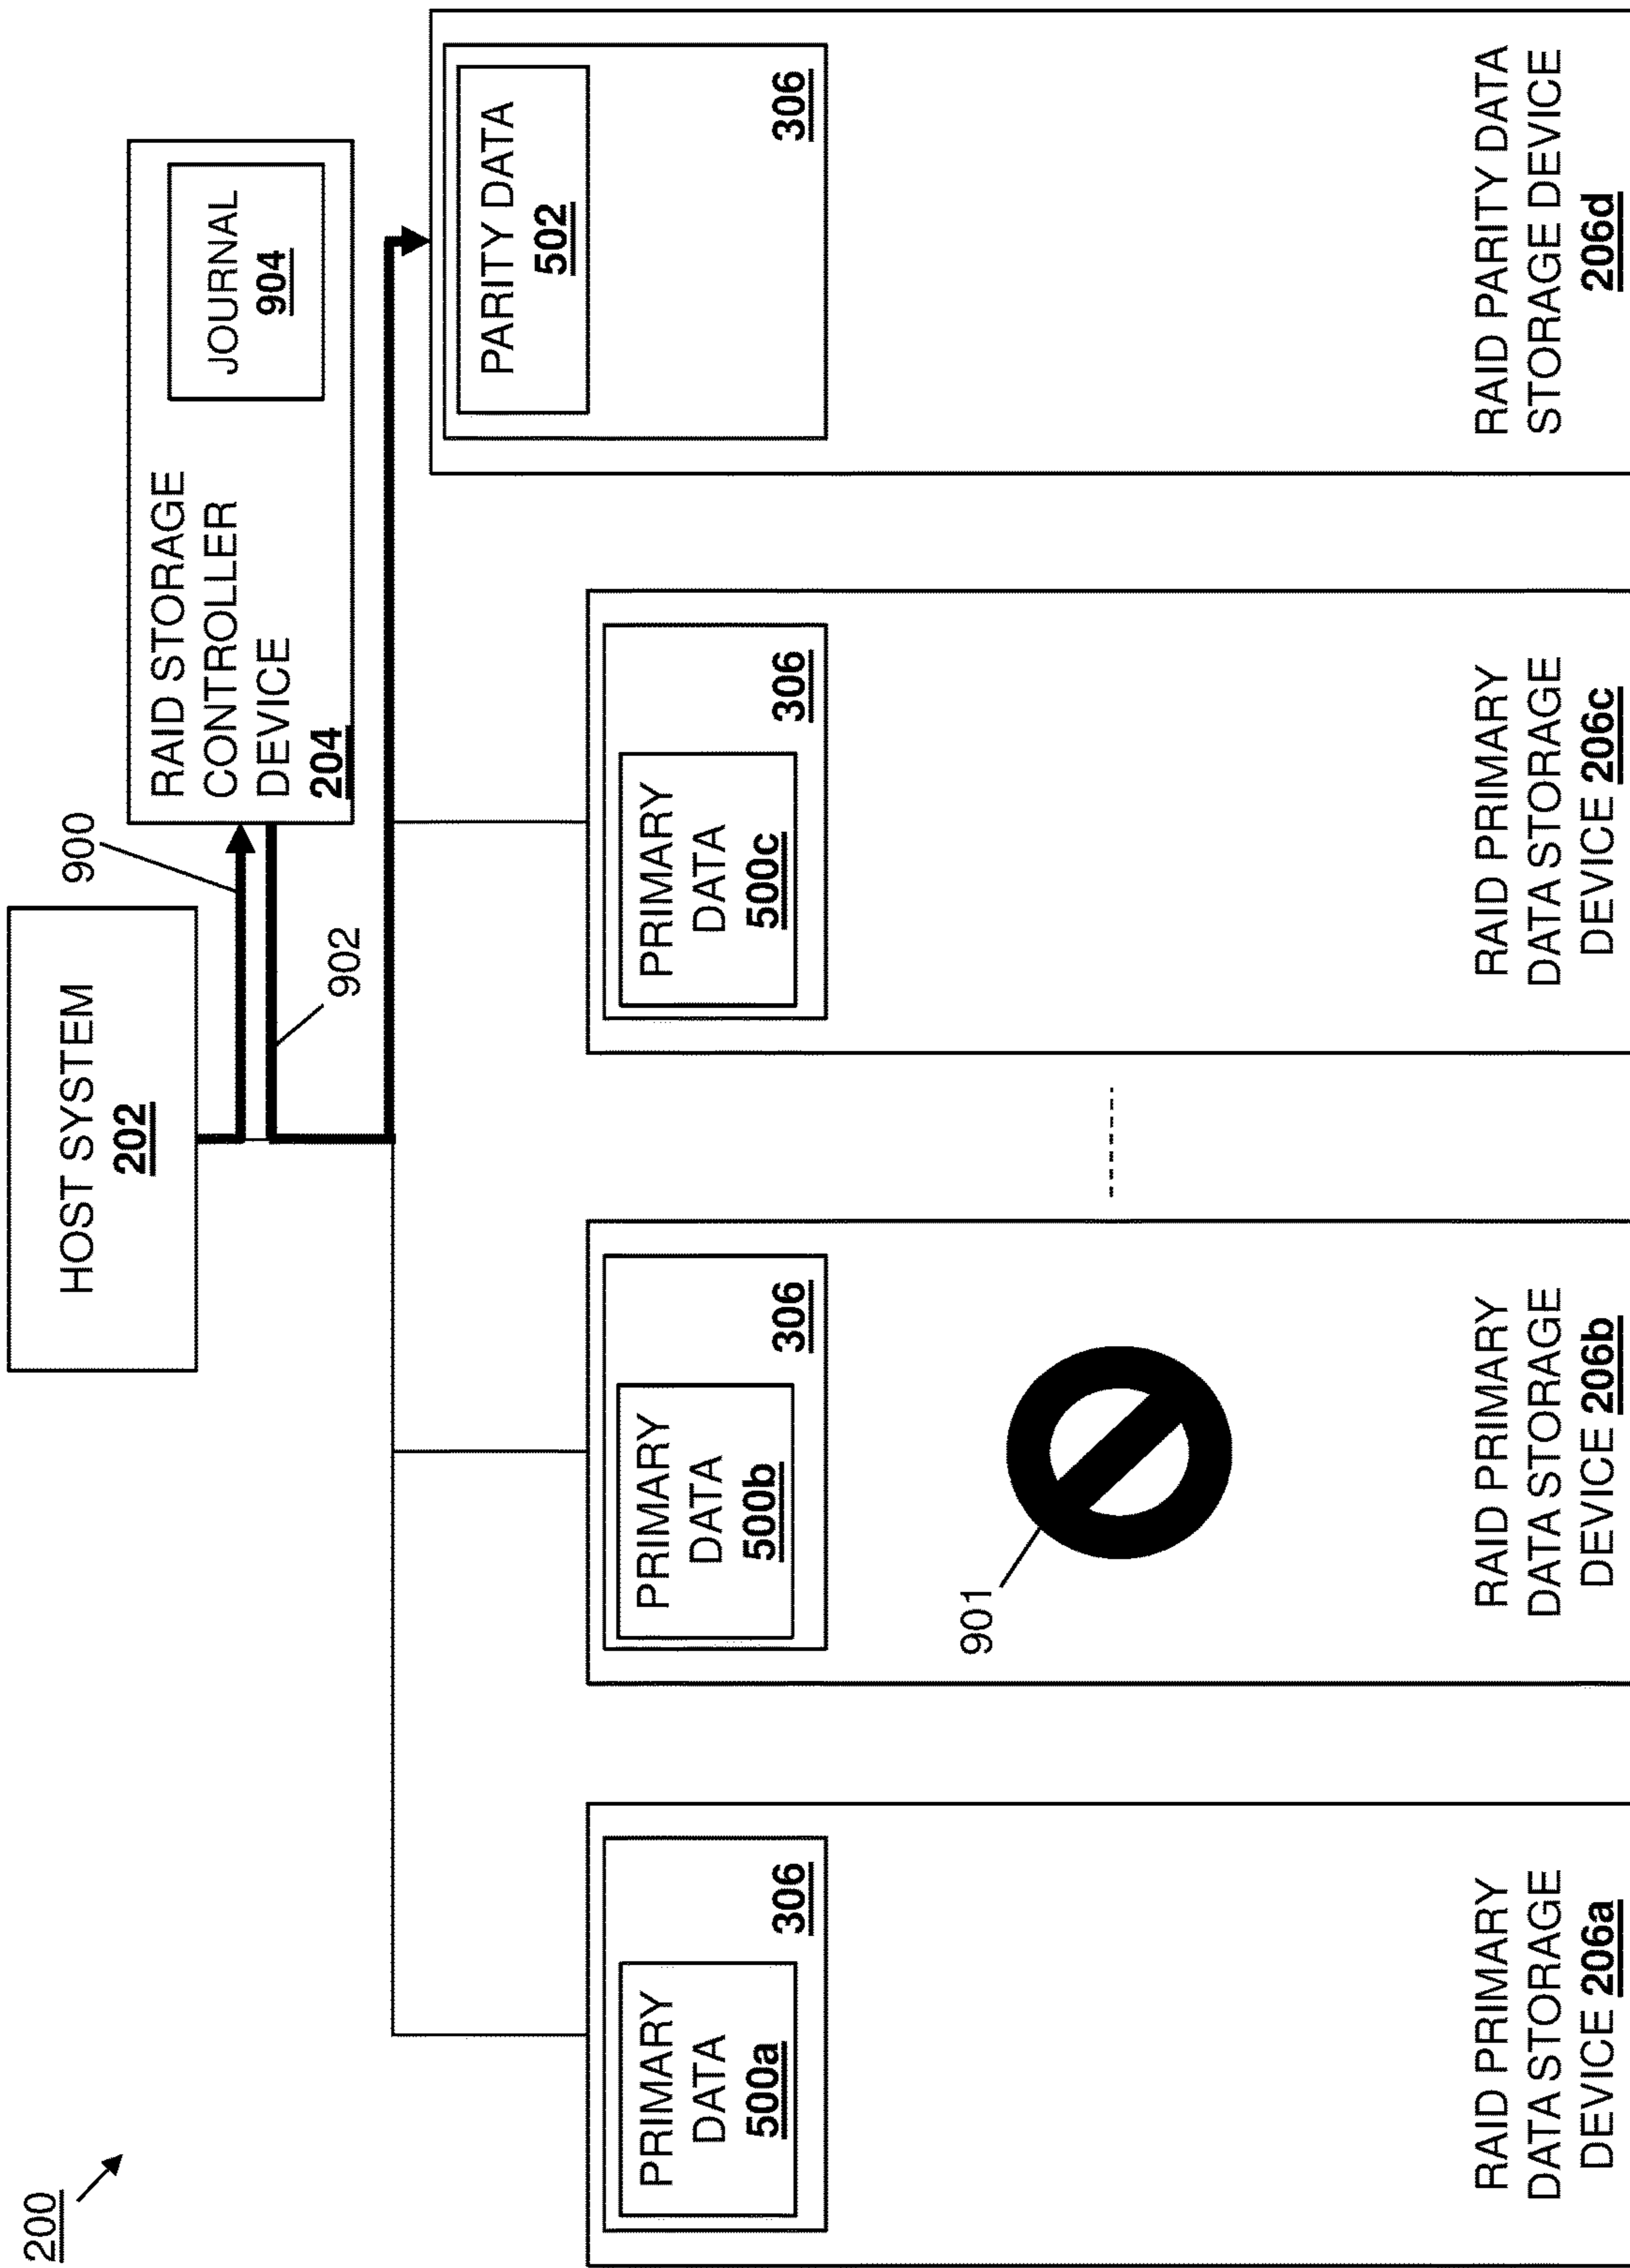 200
HOST SYSTEM
202
900
902
RAID STORAGE
CONTROLLER
DEVICE
204
JOURNAL
904
PRIMARY
DATA
500a
306
RAID PRIMARY
DATA STORAGE
DEVICE 206a
PRIMARY
DATA
500b
306
901
RAID PRIMARY
DATA STORAGE
DEVICE 206b
PRIMARY
DATA
500c
306
RAID PRIMARY
DATA STORAGE
DEVICE 206c
PARITY DATA
502
306
RAID PARITY DATA
STORAGE DEVICE
206d